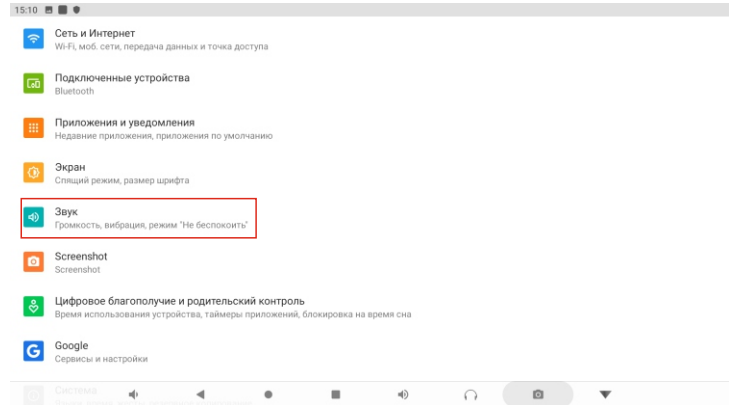 15:10
Сеть и Интернет
Wi-Fi, моб. сети, передача данных и точка доступа
Подключенные устройства
Bluetooth
Приложения и уведомления
Недавние приложения, приложения по умолчанию
Экран
Спящий режим, размер шрифта
Звук
Громкость, вибрация, режим "Не беспокоить"
Screenshot
Screenshot
Цифровое благополучие и родительский контроль
Время использования устройства, таймеры приложений, блокировка на время сна
Google
Сервисы и настройки
Система